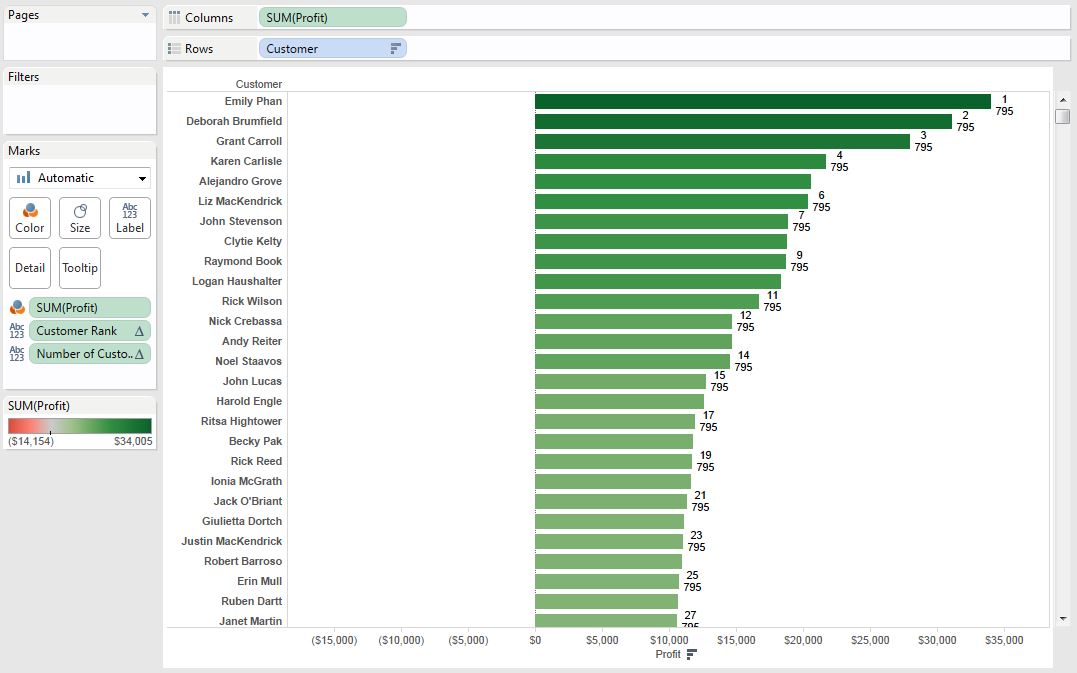 Pages
Columns
SUM(Profit)
Rows
Customer
Filters
Marks
Automatic
Color
Size
Abc
123
Label
Detail
Tooltip
SUM(Profit)
Abc
123
Customer Rank Δ
Abc
123
Number of Custo.. Δ
SUM(Profit)
($14,154)
$34,005
Customer
Emily Phan
1
795
Deborah Brumfield
2
795
Grant Carroll
3
795
Karen Carlisle
4
795
Alejandro Grove
Liz MacKendrick
6
795
John Stevenson
7
795
Clytie Kelty
Raymond Book
9
795
Logan Haushalter
Rick Wilson
11
795
Nick Crebassa
12
795
Andy Reiter
Noel Staavos
14
795
John Lucas
15
795
Harold Engle
Ritsa Hightower
17
795
Becky Pak
Rick Reed
19
795
Ionia McGrath
Jack O'Briant
21
795
Giulietta Dortch
Justin MacKendrick
23
795
Robert Barroso
Erin Mull
25
795
Ruben Dartt
Janet Martin
27
795
($15,000)
($10,000)
($5,000)
$0
$5,000
$10,000
$15,000
$20,000
$25,000
$30,000
$35,000
Profit